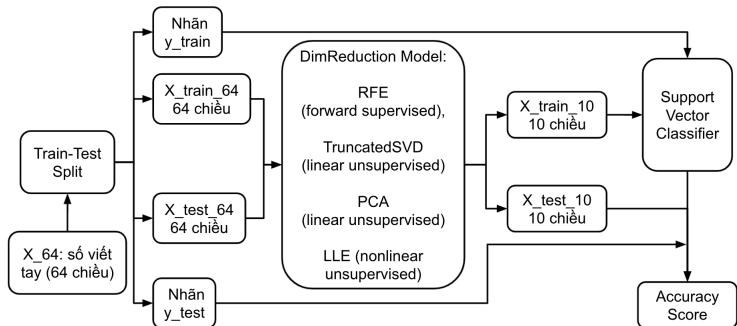 Nhãn
y_train
X_train_64
64 chiều
Train-Test
Split
X_test_64
64 chiều
X_64: số viết
tay (64 chiều)
Nhãn
y_test
DimReduction Model:
RFE
(forward supervised),
TruncatedSVD
(linear unsupervised)
PCA
(linear unsupervised)
LLE (nonlinear
unsupervised)
X_train_10
10 chiều
X_test_10
10 chiều
Support
Vector
Classifier
Accuracy
Score